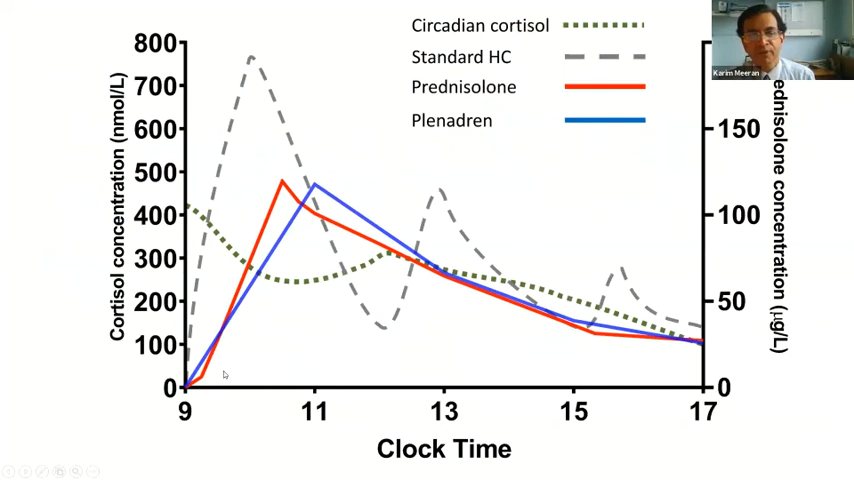 Circadian cortisol
Standard HC
Prednisolone
Plenadren
Karim Meeran
Cortisol concentration (nmol/L)
800
700
600
500
400
300
200
100
0
ednisolone concentration (µg/L)
150
100
50
0
9
11
13
15
17
Clock Time